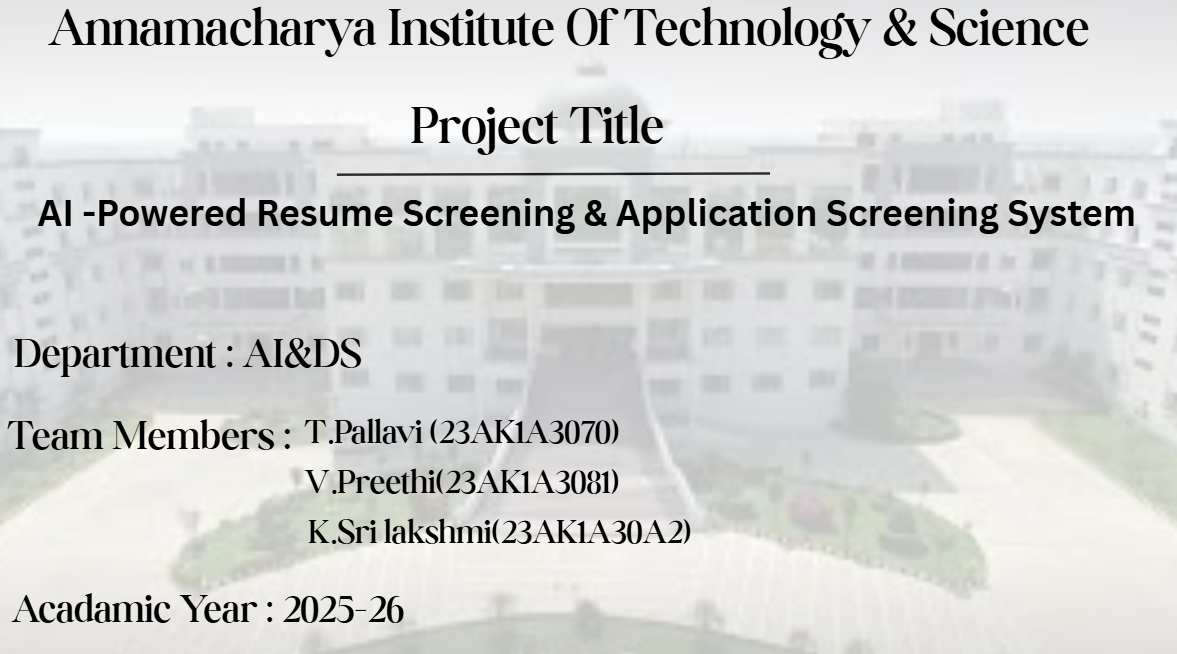 Annamacharya Institute Of Technology & Science
Project Title
AI -Powered Resume Screening & Application Screening System
Department : AI&DS
Team Members : T.Pallavi (23AK1A3070)
V.Preethi(23AK1A3081)
K.Sri lakshmi(23AK1A30A2)
Acadamic Year : 2025-26